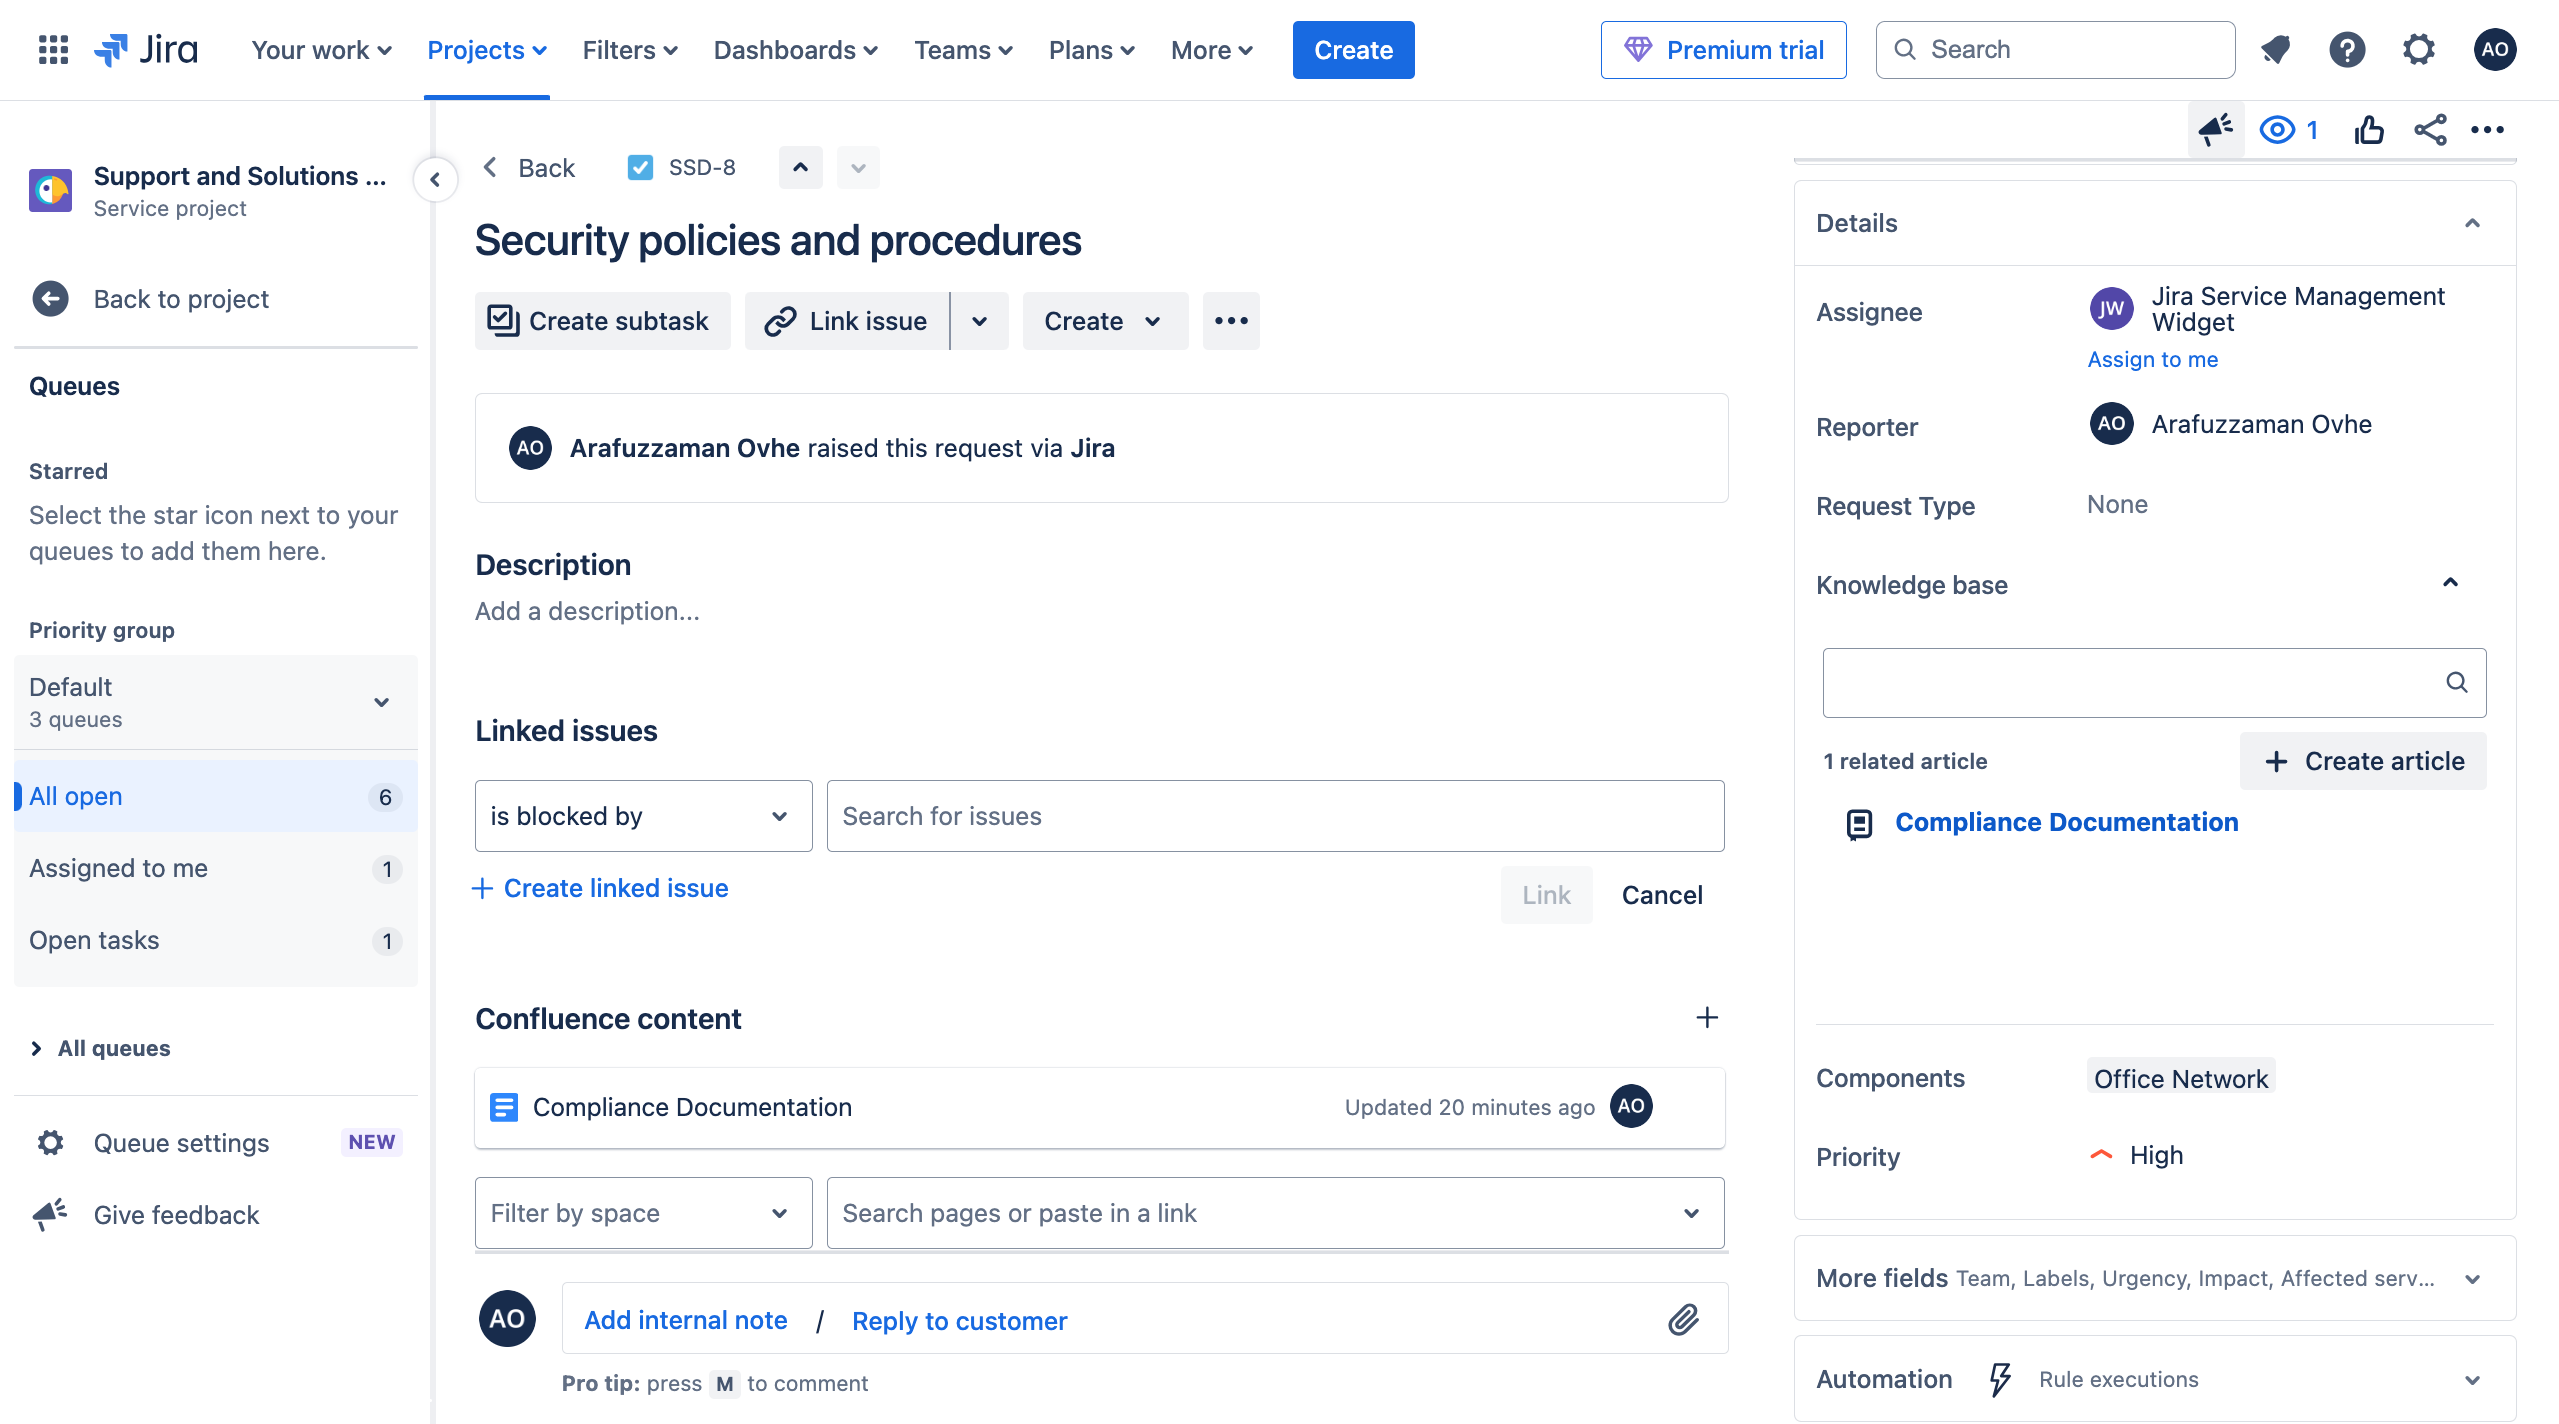 Jira
Your work
Projects
Filters
Dashboards
Teams
Plans
More
Create
Premium trial
Search
AO
Support and Solutions ...
Service project
Back to project
Queues
Starred
Select the star icon next to your
queues to add them here.
Priority group
Default
3 queues
All open 6
Assigned to me 1
Open tasks 1
All queues
Queue settings NEW
Give feedback
Back
SSD-8
1
Security policies and procedures
Create subtask
Link issue
Create
AO Arafuzzaman Ovhe raised this request via Jira
Description
Add a description...
Linked issues
is blocked by
Search for issues
Create linked issue
Link
Cancel
Confluence content
Compliance Documentation
Updated 20 minutes ago AO
Filter by space
Search pages or paste in a link
AO
Add internal note / Reply to customer
Pro tip: press M to comment
Details
Assignee
JW
Jira Service Management
Widget
Assign to me
Reporter
AO Arafuzzaman Ovhe
Request Type
None
Knowledge base
1 related article
Create article
Compliance Documentation
Components
Office Network
Priority
High
More fields Team, Labels, Urgency, Impact, Affected serv...
Automation Rule executions